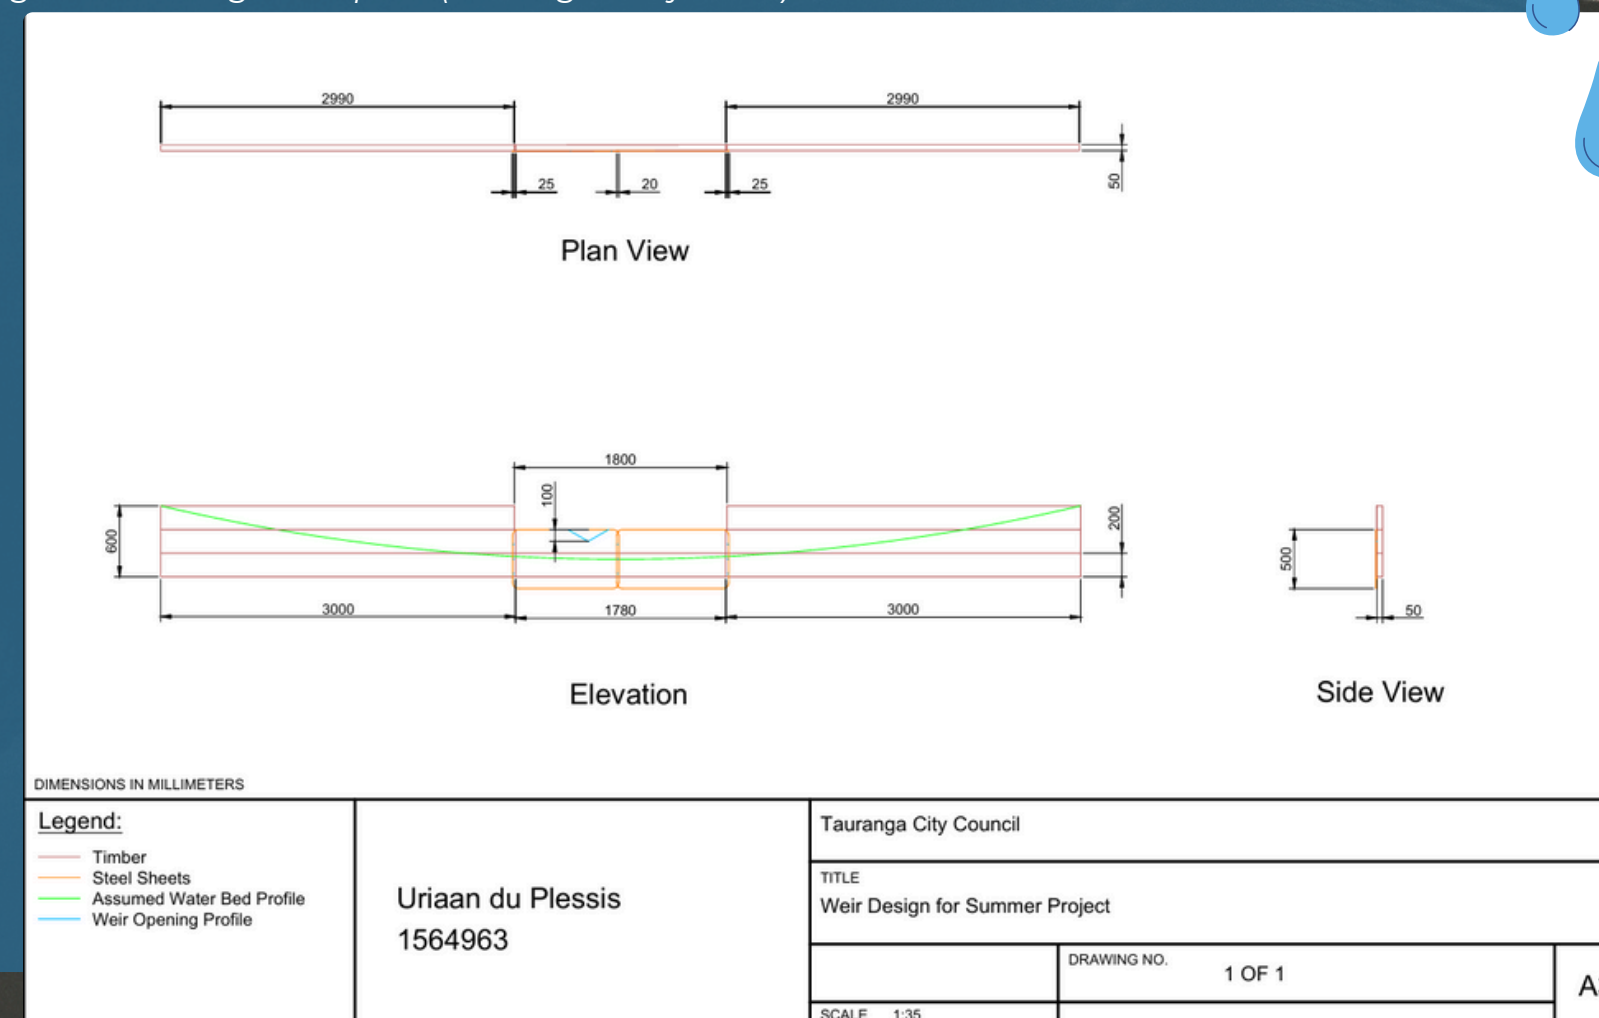 2990
2990
25
20
25
50
Plan View
1800
100
600
200
500
3000
1780
3000
50
Elevation
Side View
DIMENSIONS IN MILLIMETERS
Legend:
Timber
Steel Sheets
Assumed Water Bed Profile
Weir Opening Profile
Uriaan du Plessis
1564963
Tauranga City Council
TITLE
Weir Design for Summer Project
DRAWING NO.
1 OF 1
SCALE 1:35